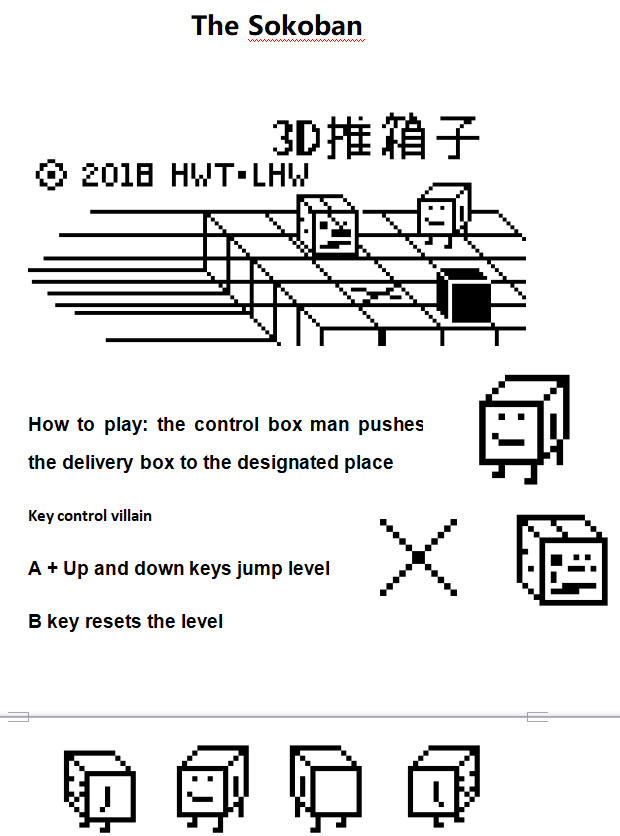 The Sokoban
3D推箱子
© 2018 HWT·LHW
How to play: the control box man pushes
the delivery box to the designated place
Key control villain
A + Up and down keys jump level
B key resets the level